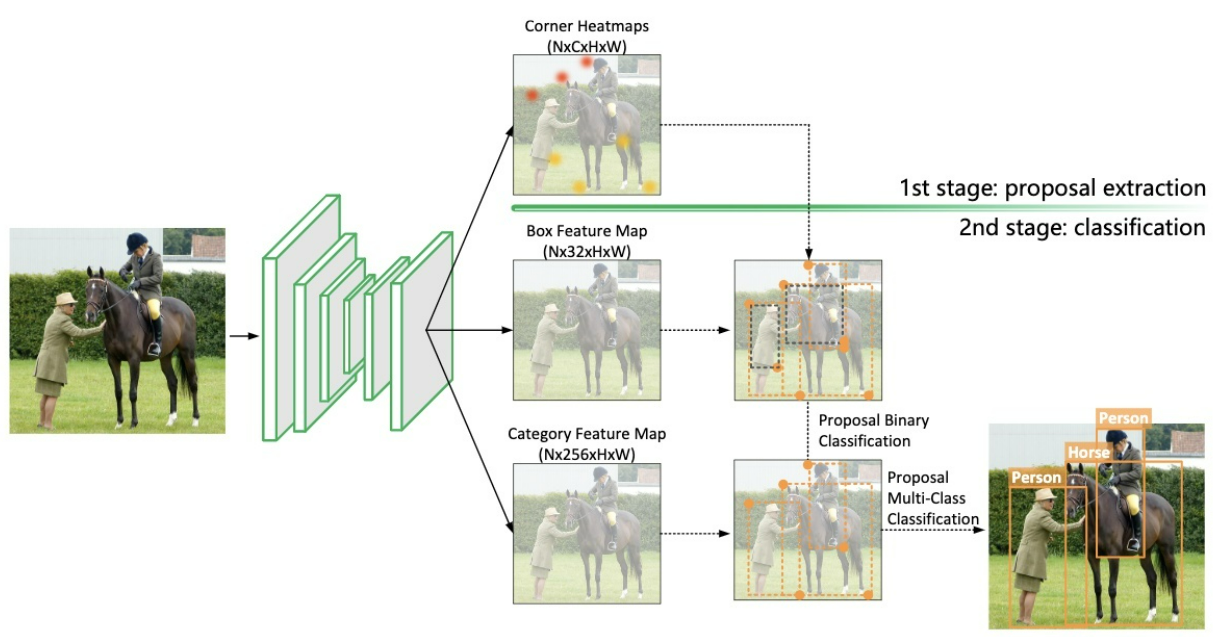 Corner Heatmaps
(NxCxHxW)
1st stage: proposal extraction
2nd stage: classification
Box Feature Map
(Nx32xHxW)
Proposal Binary
Classification
Category Feature Map
(Nx256xHxW)
Proposal
Multi-Class
Classification
Person
Horse
Person